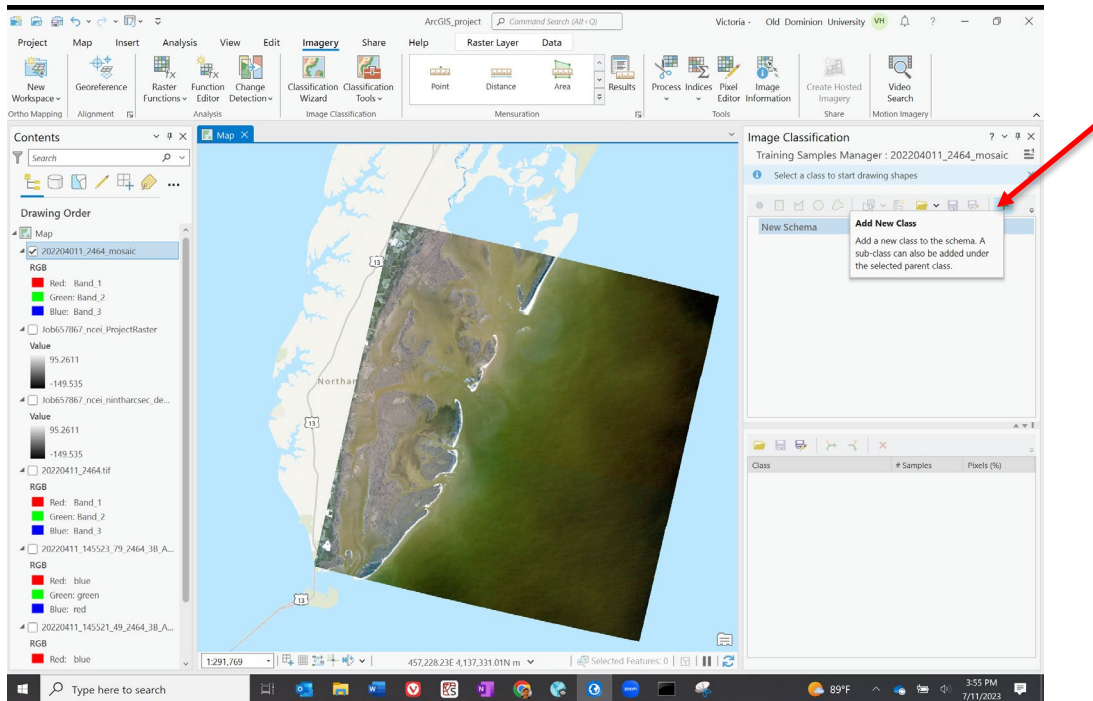 ArcGIS_project
Command Search (Alt+Q)
Victoria - Old Dominion University VH ?
Project Map Insert Analysis View Edit Imagery Share Help Raster Layer Data
New Workspace
Georeference
Raster Functions
Function Editor
Change Detection
Classification Wizard
Classification Tools
Point
Distance
Area
Results
Process
Indices
Pixel Editor
Image Information
Create Hosted Imagery
Video Search
Ortho Mapping Alignment Analysis Image Classification Mensuration Tools Share Motion Imagery
Contents
Search
Drawing Order
Map
202204011_2464_mosaic
RGB
Red: Band_1
Green: Band_2
Blue: Band_3
Job657867_ncei_ProjectRaster
Value
95.2611
-149.535
Job657867_ncei_nintharcsec_de...
Value
95.2611
-149.535
20220411_2464.tif
RGB
Red: Band_1
Green: Band_2
Blue: Band_3
20220411_145523_79_2464_3B_A...
RGB
Red: blue
Green: green
Blue: red
20220411_145521_49_2464_3B_A...
RGB
Red: blue
Map
13
Northam
13
13
1:291,769
457,228.23E 4,137,331.01N m
Selected Features: 0
Image Classification
?
Training Samples Manager : 202204011_2464_mosaic
Select a class to start drawing shapes
New Schema
Add New Class
Add a new class to the schema. A
sub-class can also be added under
the selected parent class.
Class # Samples Pixels (%)
Type here to search
zoom
89°F
3:55 PM
7/11/2023